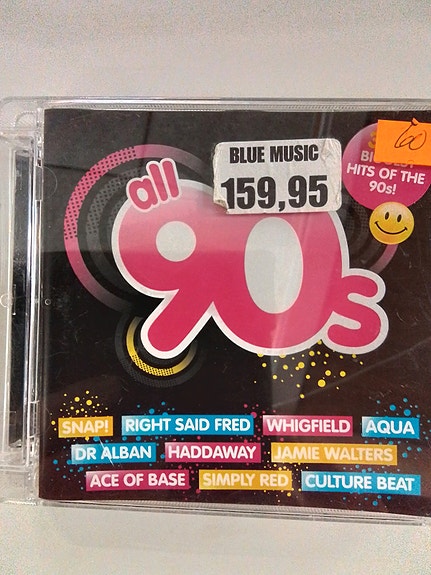 BLUE MUSIC
159,95
60
HITS OF THE
90s!
all
90s
SNAP! RIGHT SAID FRED WHIGFIELD AQUA
DR ALBAN HADDAWAY JAMIE WALTERS
ACE OF BASE SIMPLY RED CULTURE BEAT